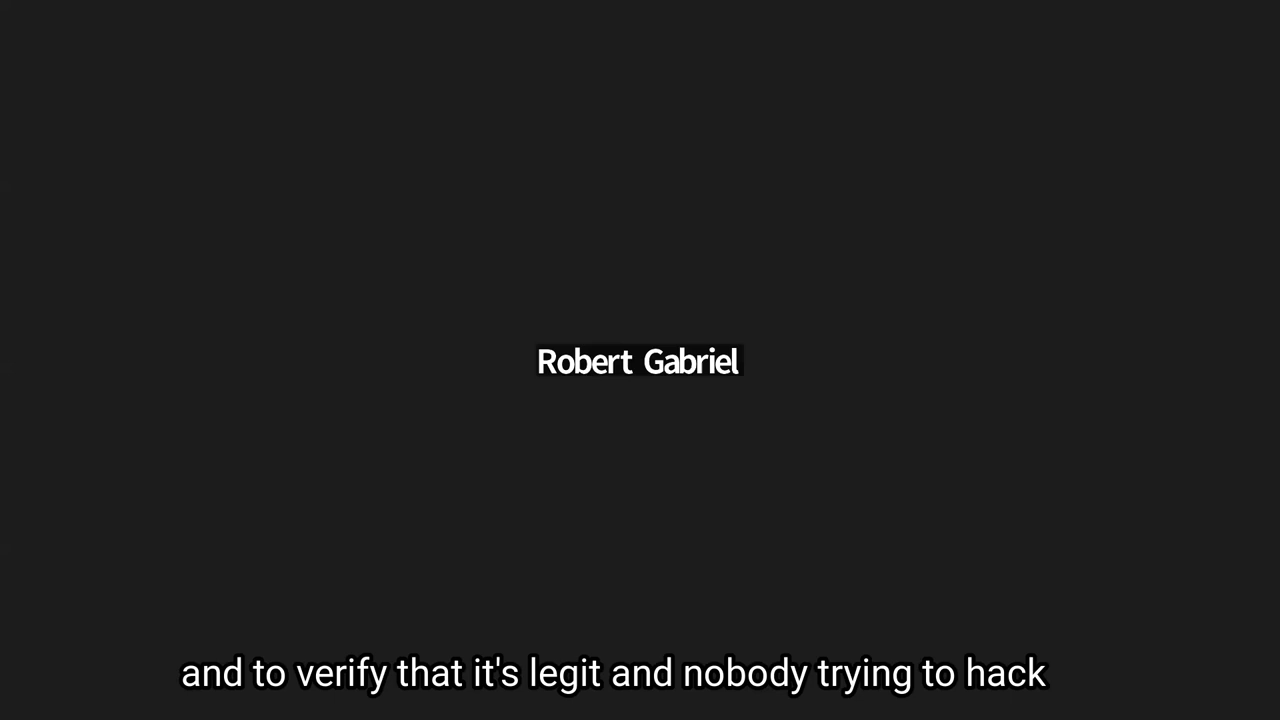 Robert Gabriel
and to verify that it's legit and nobody trying to hack